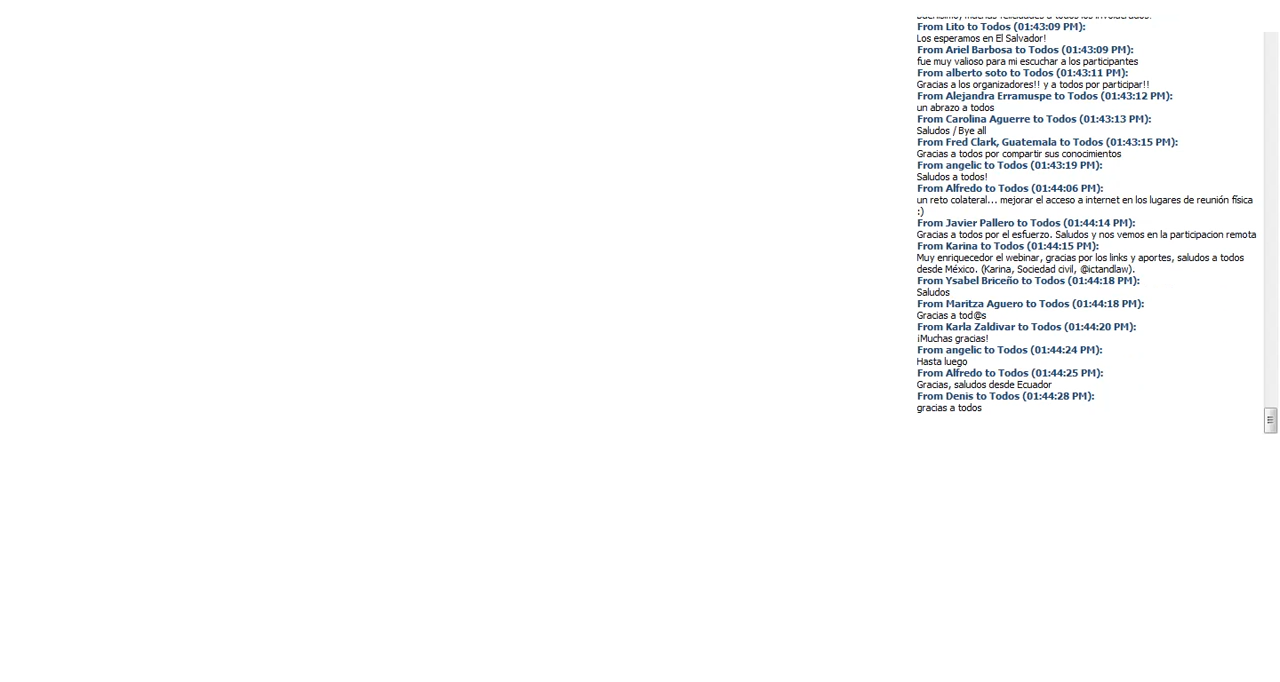 From Lito to Todos (01:43:09 PM):
Los esperamos en El Salvador!
From Ariel Barbosa to Todos (01:43:09 PM):
fue muy valioso para mi escuchar a los participantes
From alberto soto to Todos (01:43:11 PM):
Gracias a los organizadores!! y a todos por participar!!
From Alejandra Erramuspe to Todos (01:43:12 PM):
un abrazo a todos
From Carolina Aguerre to Todos (01:43:13 PM):
Saludos / Bye all
From Fred Clark, Guatemala to Todos (01:43:15 PM):
Gracias a todos por compartir sus conocimientos
From angelic to Todos (01:43:19 PM):
Saludos a todos!
From Alfredo to Todos (01:44:06 PM):
un reto colateral... mejorar el acceso a internet en los lugares de reunión física
:)
From Javier Pallero to Todos (01:44:14 PM):
Gracias a todos por el esfuerzo. Saludos y nos vemos en la participacion remota
From Karina to Todos (01:44:15 PM):
Muy enriquecedor el webinar, gracias por los links y aportes, saludos a todos
desde México. (Karina, Sociedad civil, @ictandlaw).
From Ysabel Briceño to Todos (01:44:18 PM):
Saludos
From Maritza Aguero to Todos (01:44:18 PM):
Gracias a tod@s
From Karla Zaldivar to Todos (01:44:20 PM):
¡Muchas gracias!
From angelic to Todos (01:44:24 PM):
Hasta luego
From Alfredo to Todos (01:44:25 PM):
Gracias, saludos desde Ecuador
From Denis to Todos (01:44:28 PM):
gracias a todos